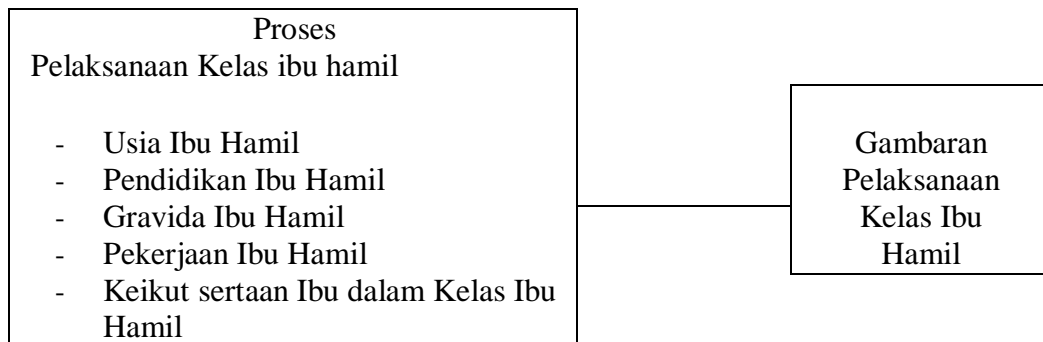 Proses
Pelaksanaan Kelas ibu hamil
- Usia Ibu Hamil
- Pendidikan Ibu Hamil
- Gravida Ibu Hamil
- Pekerjaan Ibu Hamil
- Keikut sertaan Ibu dalam Kelas Ibu
Hamil
Gambaran
Pelaksanaan
Kelas Ibu
Hamil